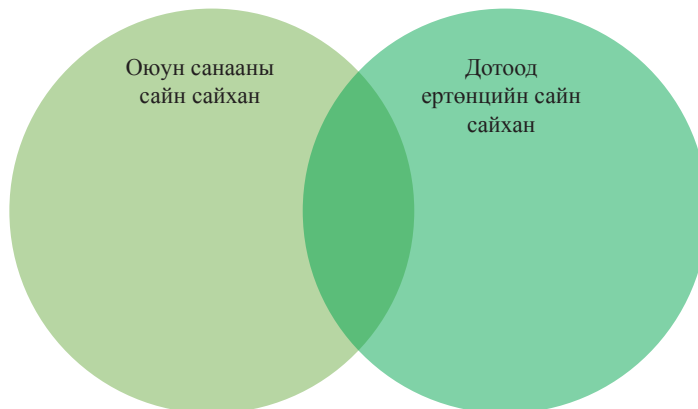 Оюун санааны
сайн сайхан
Дотоод
ертөнцийн сайн
сайхан